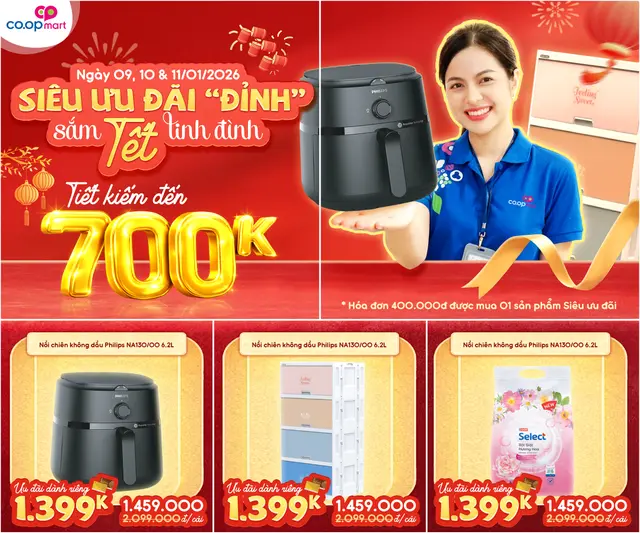 co.opmart
Ngày 09, 10 & 11/01/2026
SIÊU ƯU ĐÃI “ĐỈNH”
sắm Tết linh đình
Tiết kiếm đến
700K
PHILIPS
Feeling
Sweet
co.op
* Hóa đơn 400.000đ được mua 01 sản phẩm Siêu ưu đãi
Nồi chiên không dầu Philips NA130/00 6.2L
Ưu đãi dành riêng
1.399K
1.459.000
2.099.000đ/cái
Nồi chiên không dầu Philips NA130/00 6.2L
Ưu đãi dành riêng
1.399K
1.459.000
2.099.000đ/cái
Nồi chiên không dầu Philips NA130/00 6.2L
NEW
Select
Ưu đãi dành riêng
1.399K
1.459.000
2.099.000đ/cái